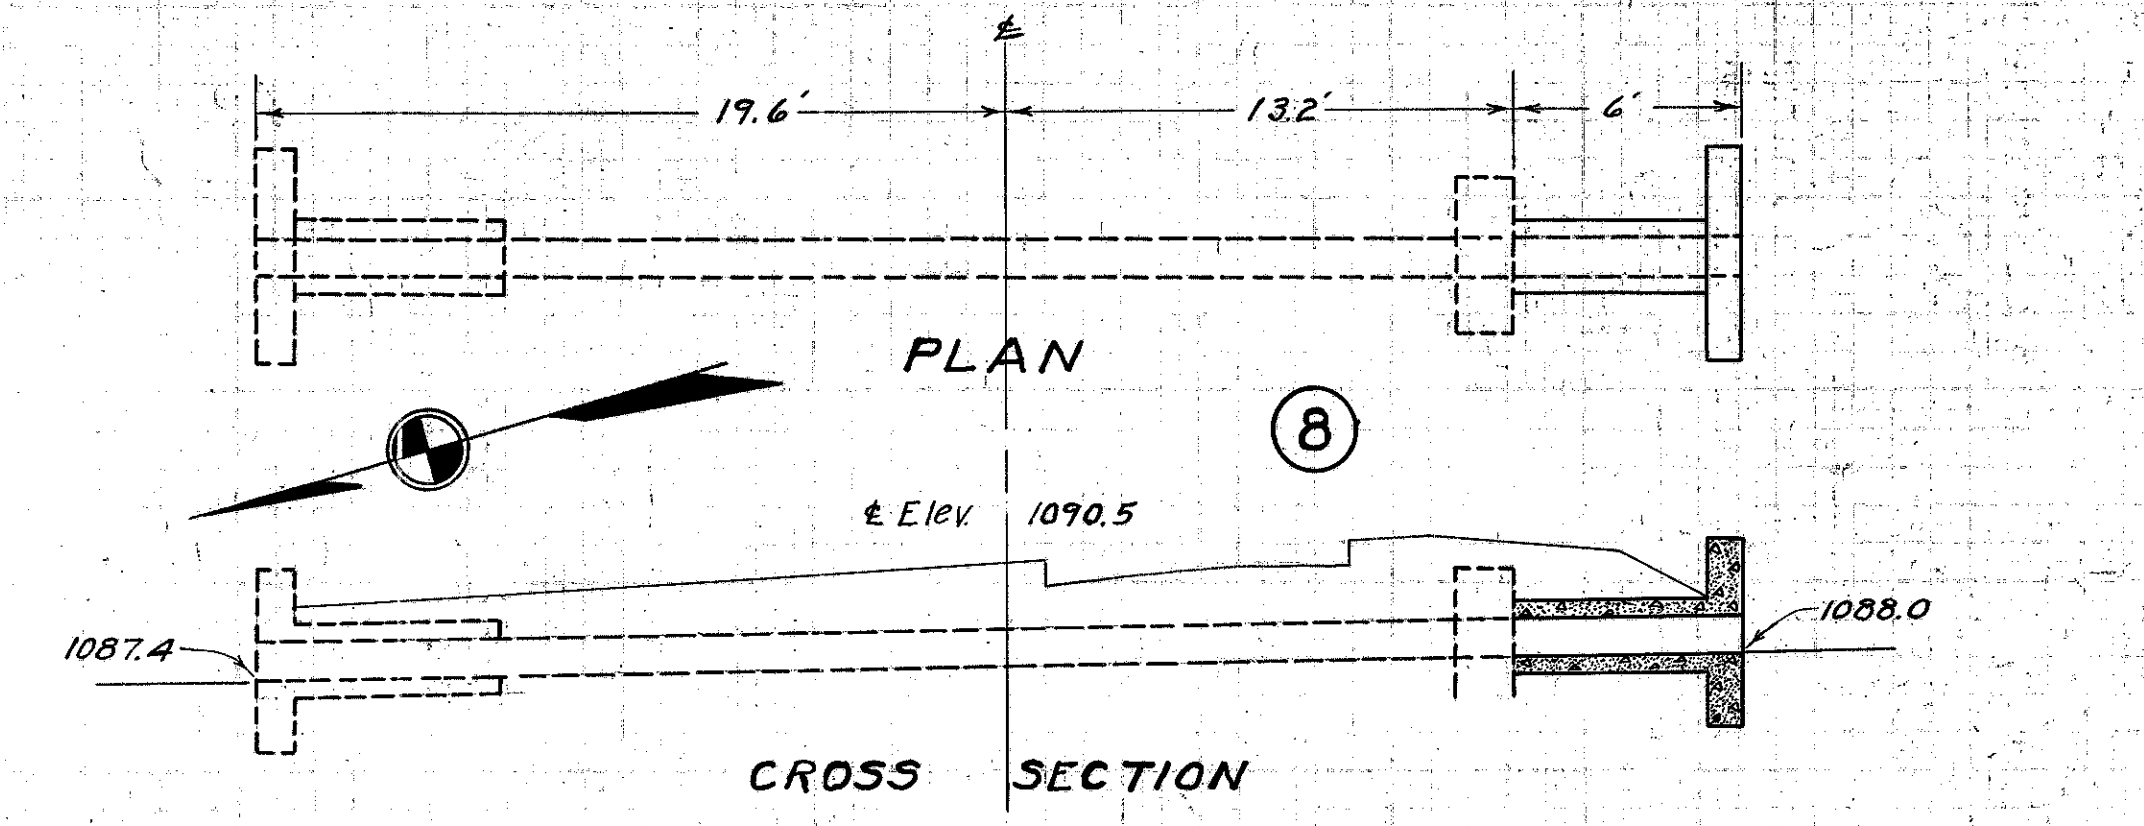 ℄
19.6' 13.2' 6'
PLAN
8
℄ Elev. 1090.5
1087.4
1088.0
CROSS SECTION